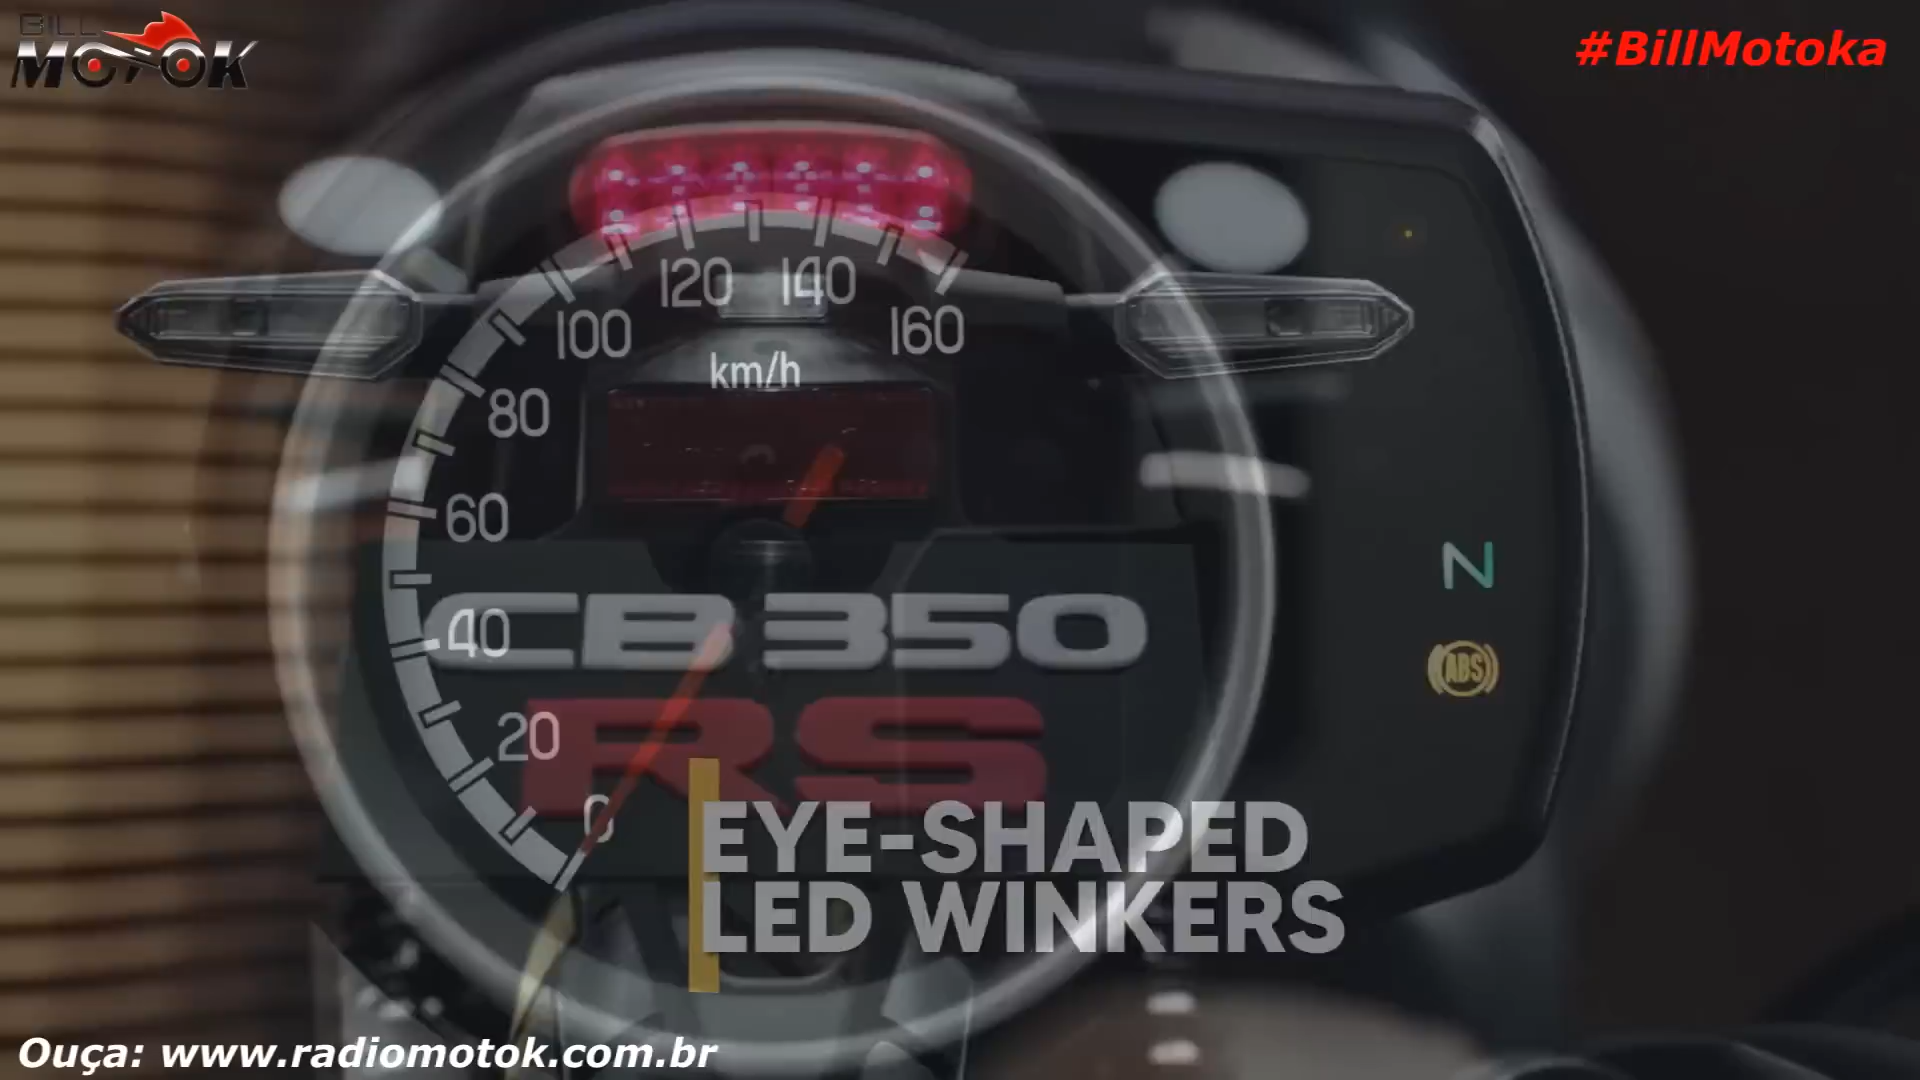 BILL
MOTOK
#BillMotoka
120
140
100
160
km/h
80
60
N
CB350
40
ABS
RS
20
0
EYE-SHAPED
LED WINKERS
Ouça: www.radiomotok.com.br